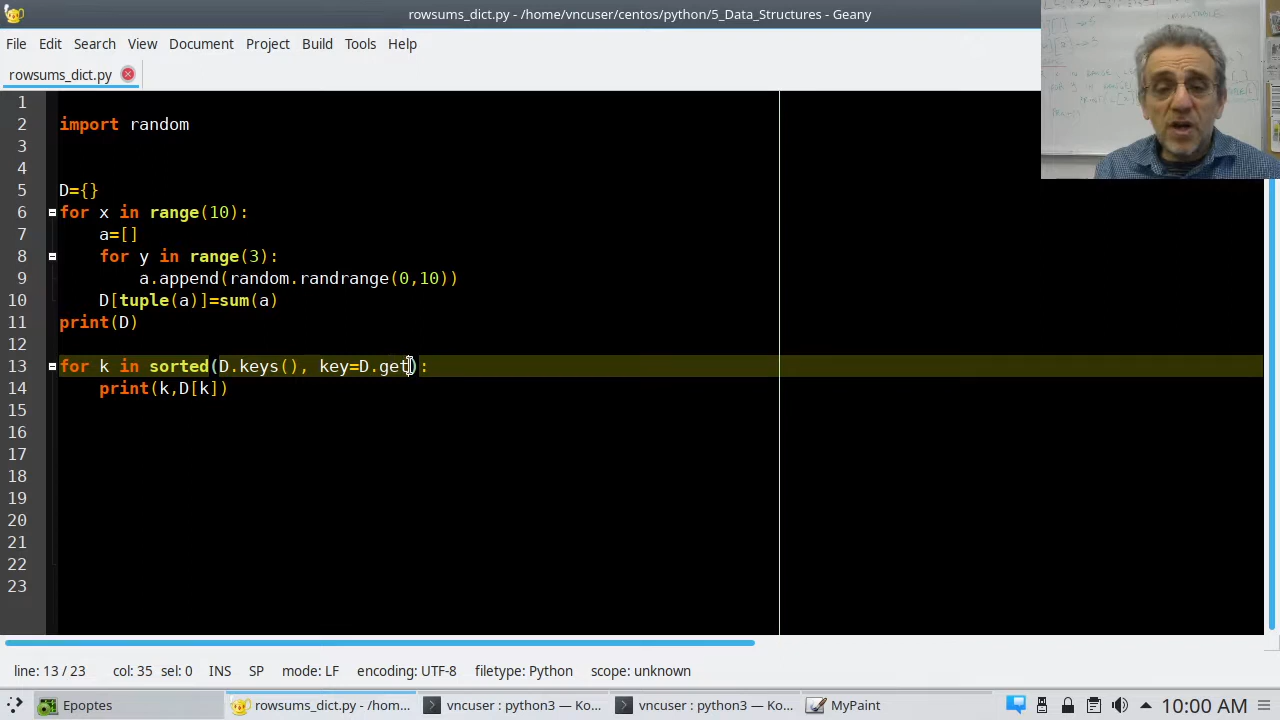 rowsums_dict.py - /home/vncuser/centos/python/5_Data_Structures - Geany
File Edit Search View Document Project Build Tools Help
rowsums_dict.py
1
2 import random
3
4
5 D={}
6 for x in range(10):
7 a=[]
8 for y in range(3):
9 a.append(random.randrange(0,10))
10 D[tuple(a)]=sum(a)
11 print(D)
12
13 for k in sorted(D.keys(), key=D.get):
14 print(k,D[k])
15
16
17
18
19
20
21
22
23
line: 13 / 23 col: 35 sel: 0 INS SP mode: LF encoding: UTF-8 filetype: Python scope: unknown
Epoptes rowsums_dict.py - /hom... vncuser : python3 — Ko... vncuser : python3 — Ko... MyPaint 10:00 AM